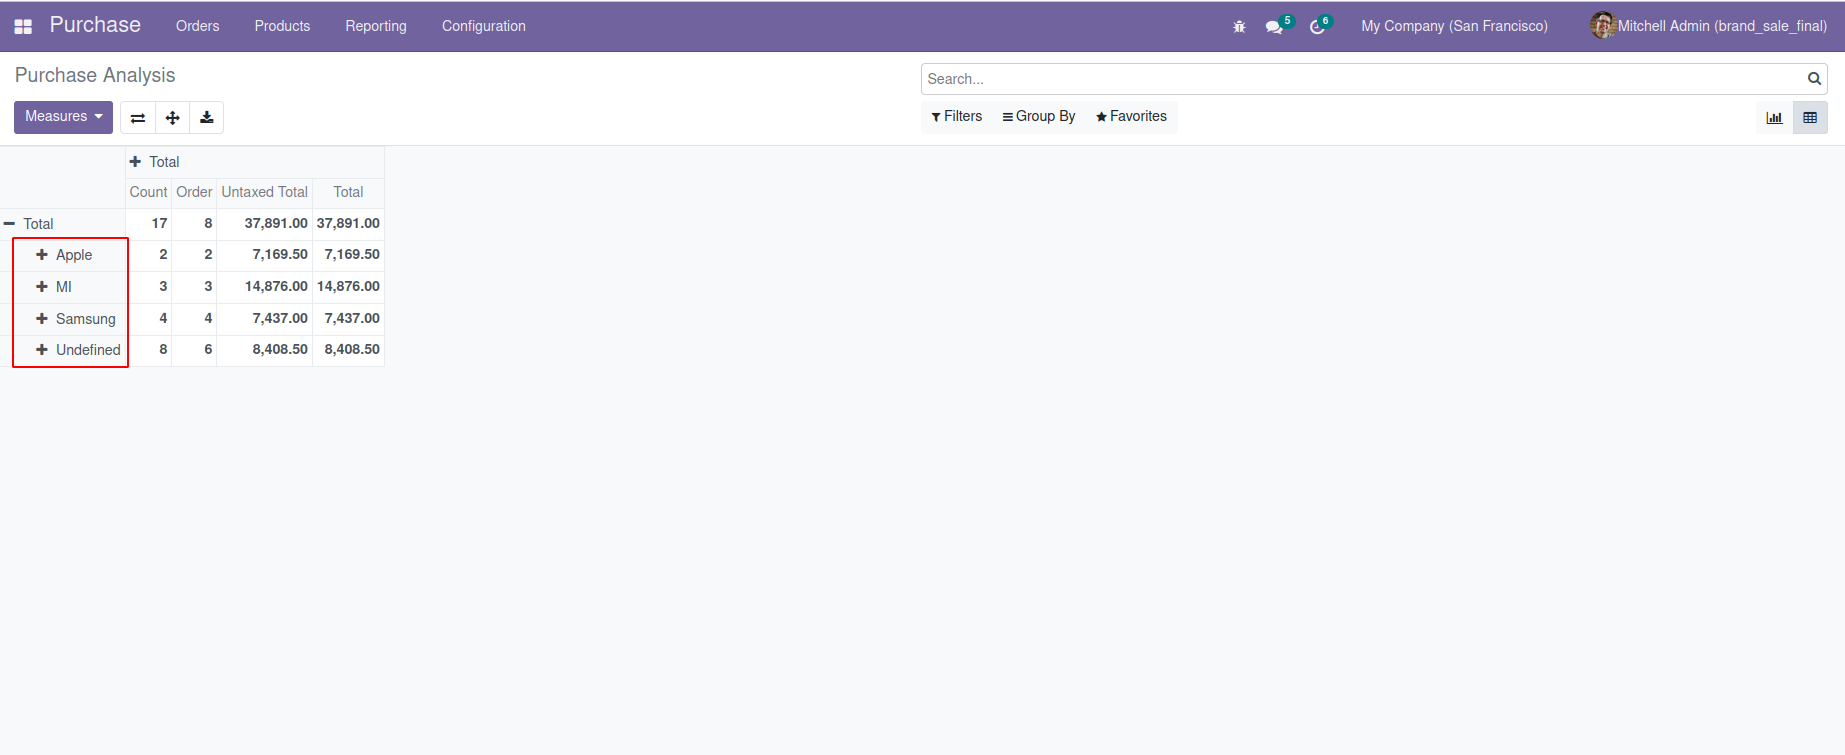 Purchase Orders Products Reporting Configuration 5 6 My Company (San Francisco) Mitchell Admin (brand_sale_final)
Purchase Analysis
Search...
Measures Filters Group By Favorites
Total
Count Order Untaxed Total Total
Total 17 8 37,891.00 37,891.00
Apple 2 2 7,169.50 7,169.50
MI 3 3 14,876.00 14,876.00
Samsung 4 4 7,437.00 7,437.00
Undefined 8 6 8,408.50 8,408.50